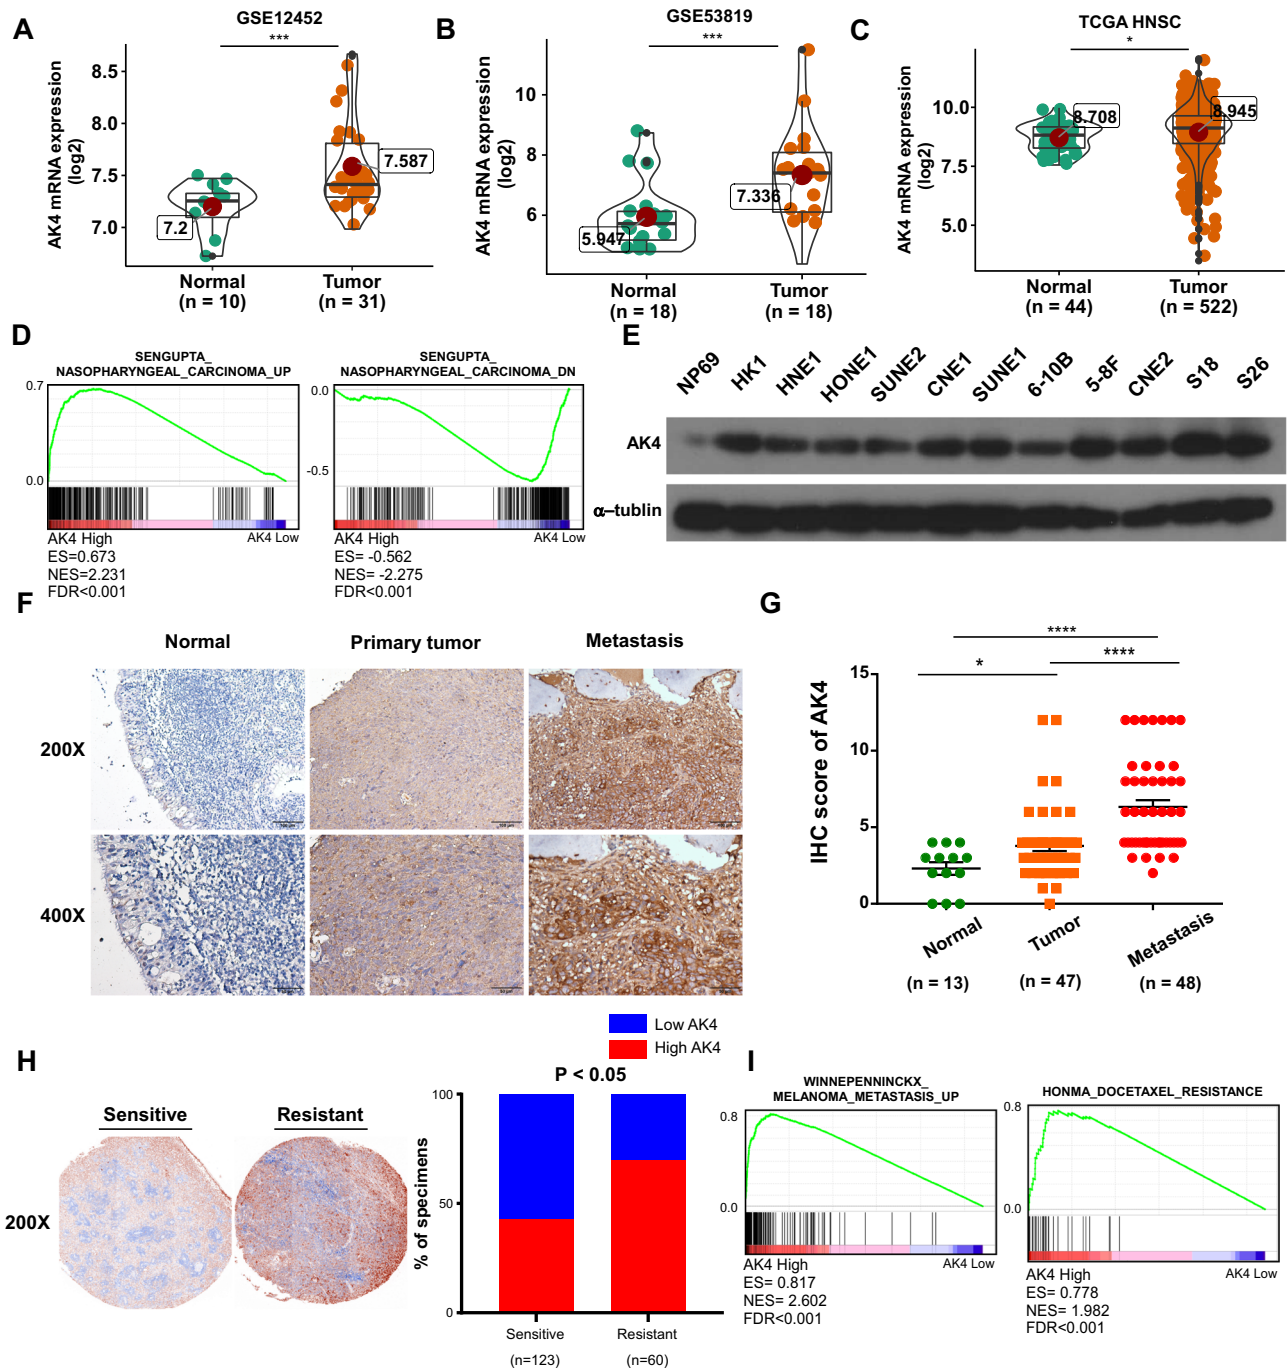 A
GSE12452
***
AK4 mRNA expression
(log2)
8.5
8.0
7.5
7.0
7.2
7.587
Normal
(n = 10)
Tumor
(n = 31)
B
GSE53819
***
AK4 mRNA expression
(log2)
10
8
6
5.947
7.336
Normal
(n = 18)
Tumor
(n = 18)
C
TCGA HNSC
*
AK4 mRNA expression
(log2)
10.0
7.5
5.0
8.708
8.945
Normal
(n = 44)
Tumor
(n = 522)
D
SENGUPTA_
NASOPHARYNGEAL_CARCINOMA_UP
0.7
0.0
AK4 High
AK4 Low
ES=0.673
NES=2.231
FDR<0.001
SENGUPTA_
NASOPHARYNGEAL_CARCINOMA_DN
0.0
-0.5
AK4 High
AK4 Low
ES= -0.562
NES= -2.275
FDR<0.001
E
NP69
HK1
HNE1
HONE1
SUNE2
CNE1
SUNE1
6-10B
5-8F
CNE2
S18
S26
AK4
α–tublin
F
Normal
Primary tumor
Metastasis
200X
400X
G
****
*
****
IHC score of AK4
15
10
5
0
Normal
Tumor
Metastasis
(n = 13)
(n = 47)
(n = 48)
H
Sensitive
Resistant
200X
Low AK4
High AK4
P < 0.05
% of specimens
100
50
0
Sensitive
Resistant
(n=123)
(n=60)
I
WINNEPENNINCKX_
MELANOMA_METASTASIS_UP
0.8
0.0
AK4 High
AK4 Low
ES= 0.817
NES= 2.602
FDR<0.001
HONMA_DOCETAXEL_RESISTANCE
0.8
0.0
AK4 High
AK4 Low
ES= 0.778
NES= 1.982
FDR<0.001